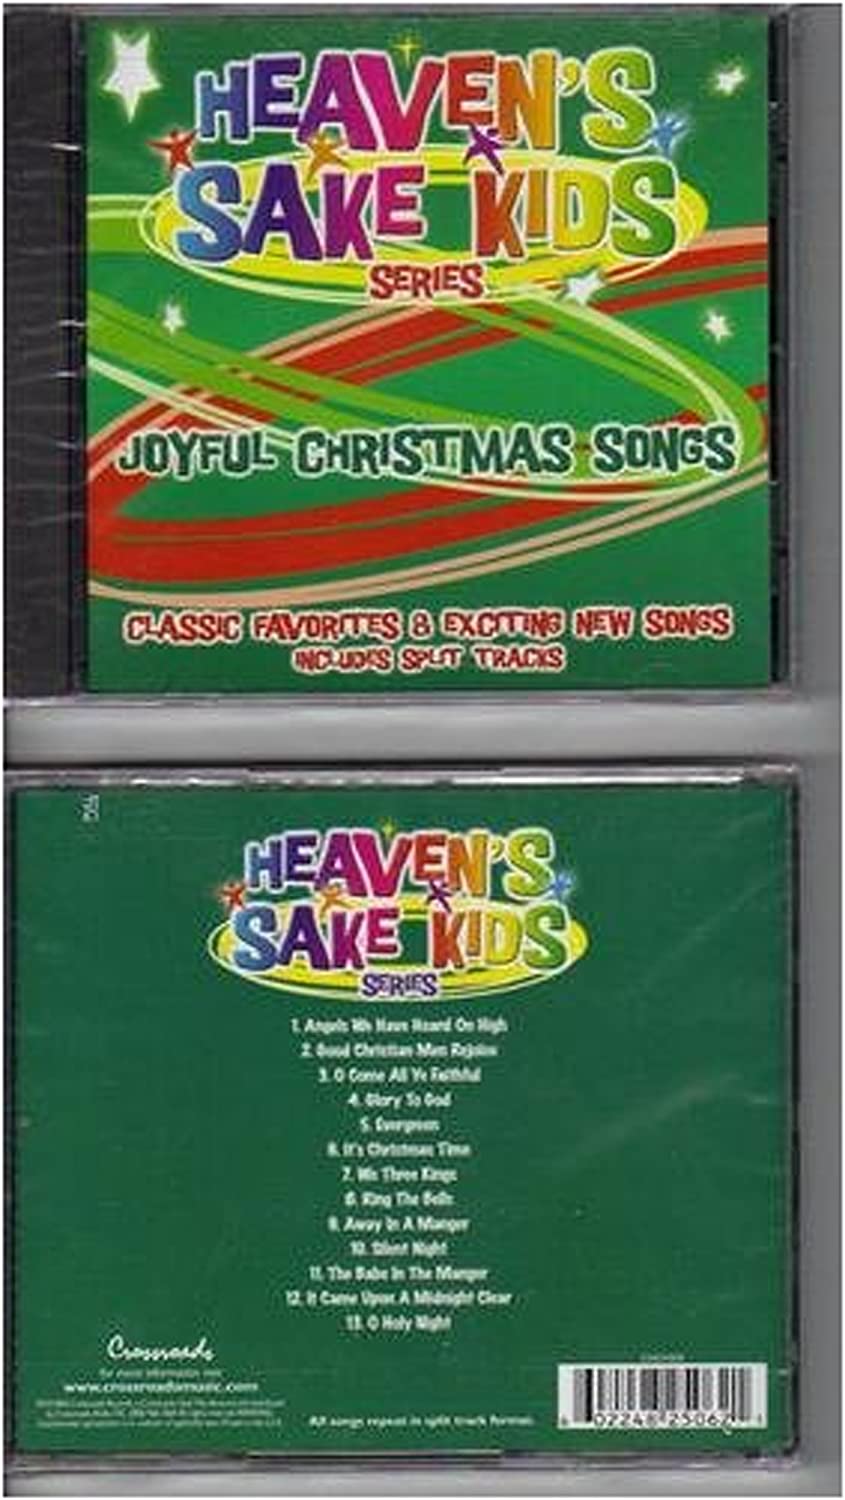 HEAVEN'S
SAKE KIDS
SERIES
JOYFUL CHRISTMAS SONGS
CLASSIC FAVORITES & EXCITING NEW SONGS
INCLUDES SPLIT TRACKS
HEAVEN'S
SAKE KIDS
SERIES
1. Angels We Have Heard On High
2. Good Christian Men Rejoice
3. O Come All Ye Faithful
4. Glory To God
5. Evergreen
6. It's Christmas Time
7. We Three Kings
8. Ring The Bells
9. Away In A Manger
10. Silent Night
11. The Babe In The Manger
12. It Came Upon A Midnight Clear
13. O Holy Night
Crossroads
for more information visit
www.crossroadsmusic.com
All songs repeat in split track format.